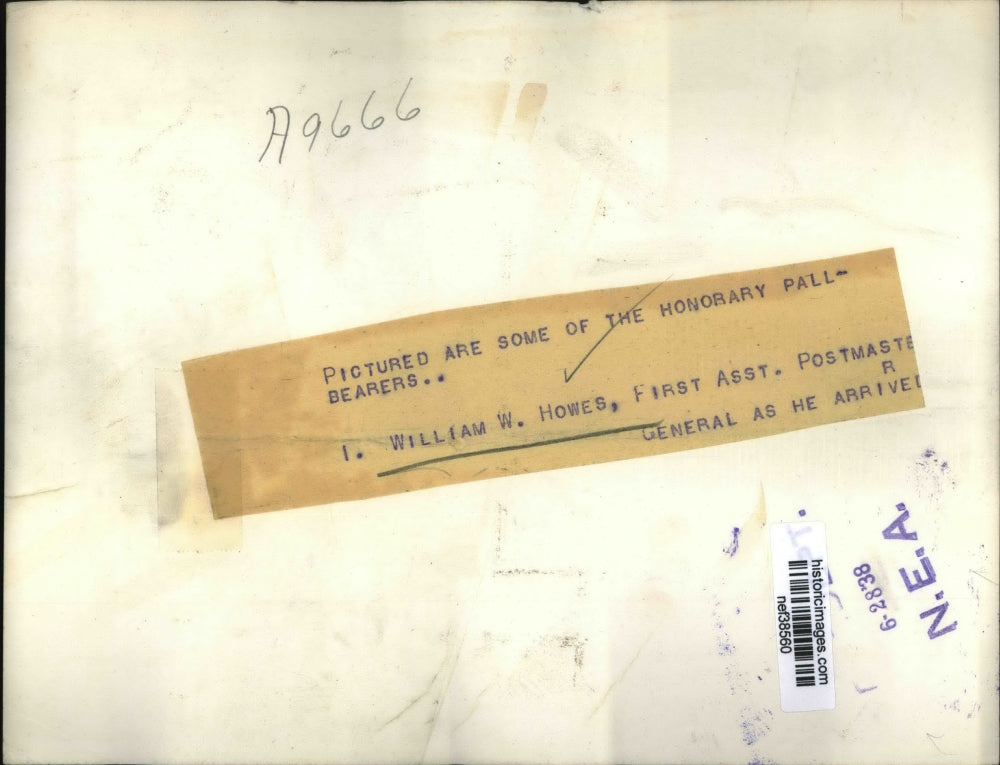 A9666
PICTURED ARE SOME OF THE HONORARY PALL-
BEARERS..
1. WILLIAM W. HOWES, FIRST ASST. POSTMASTE
R
GENERAL AS HE ARRIVED
N.E.A.
6-28-38
historicimages.com
nef38560